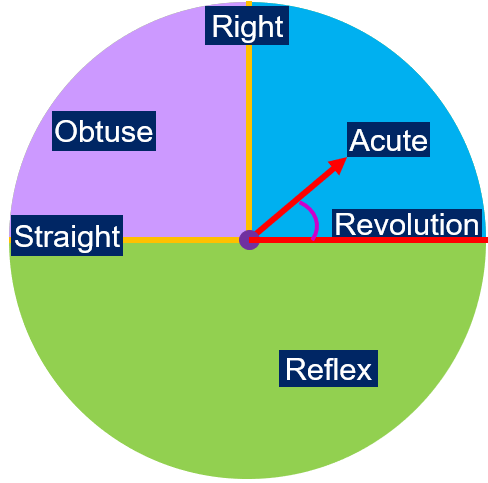 Right
Obtuse
Acute
Straight
Revolution
Reflex